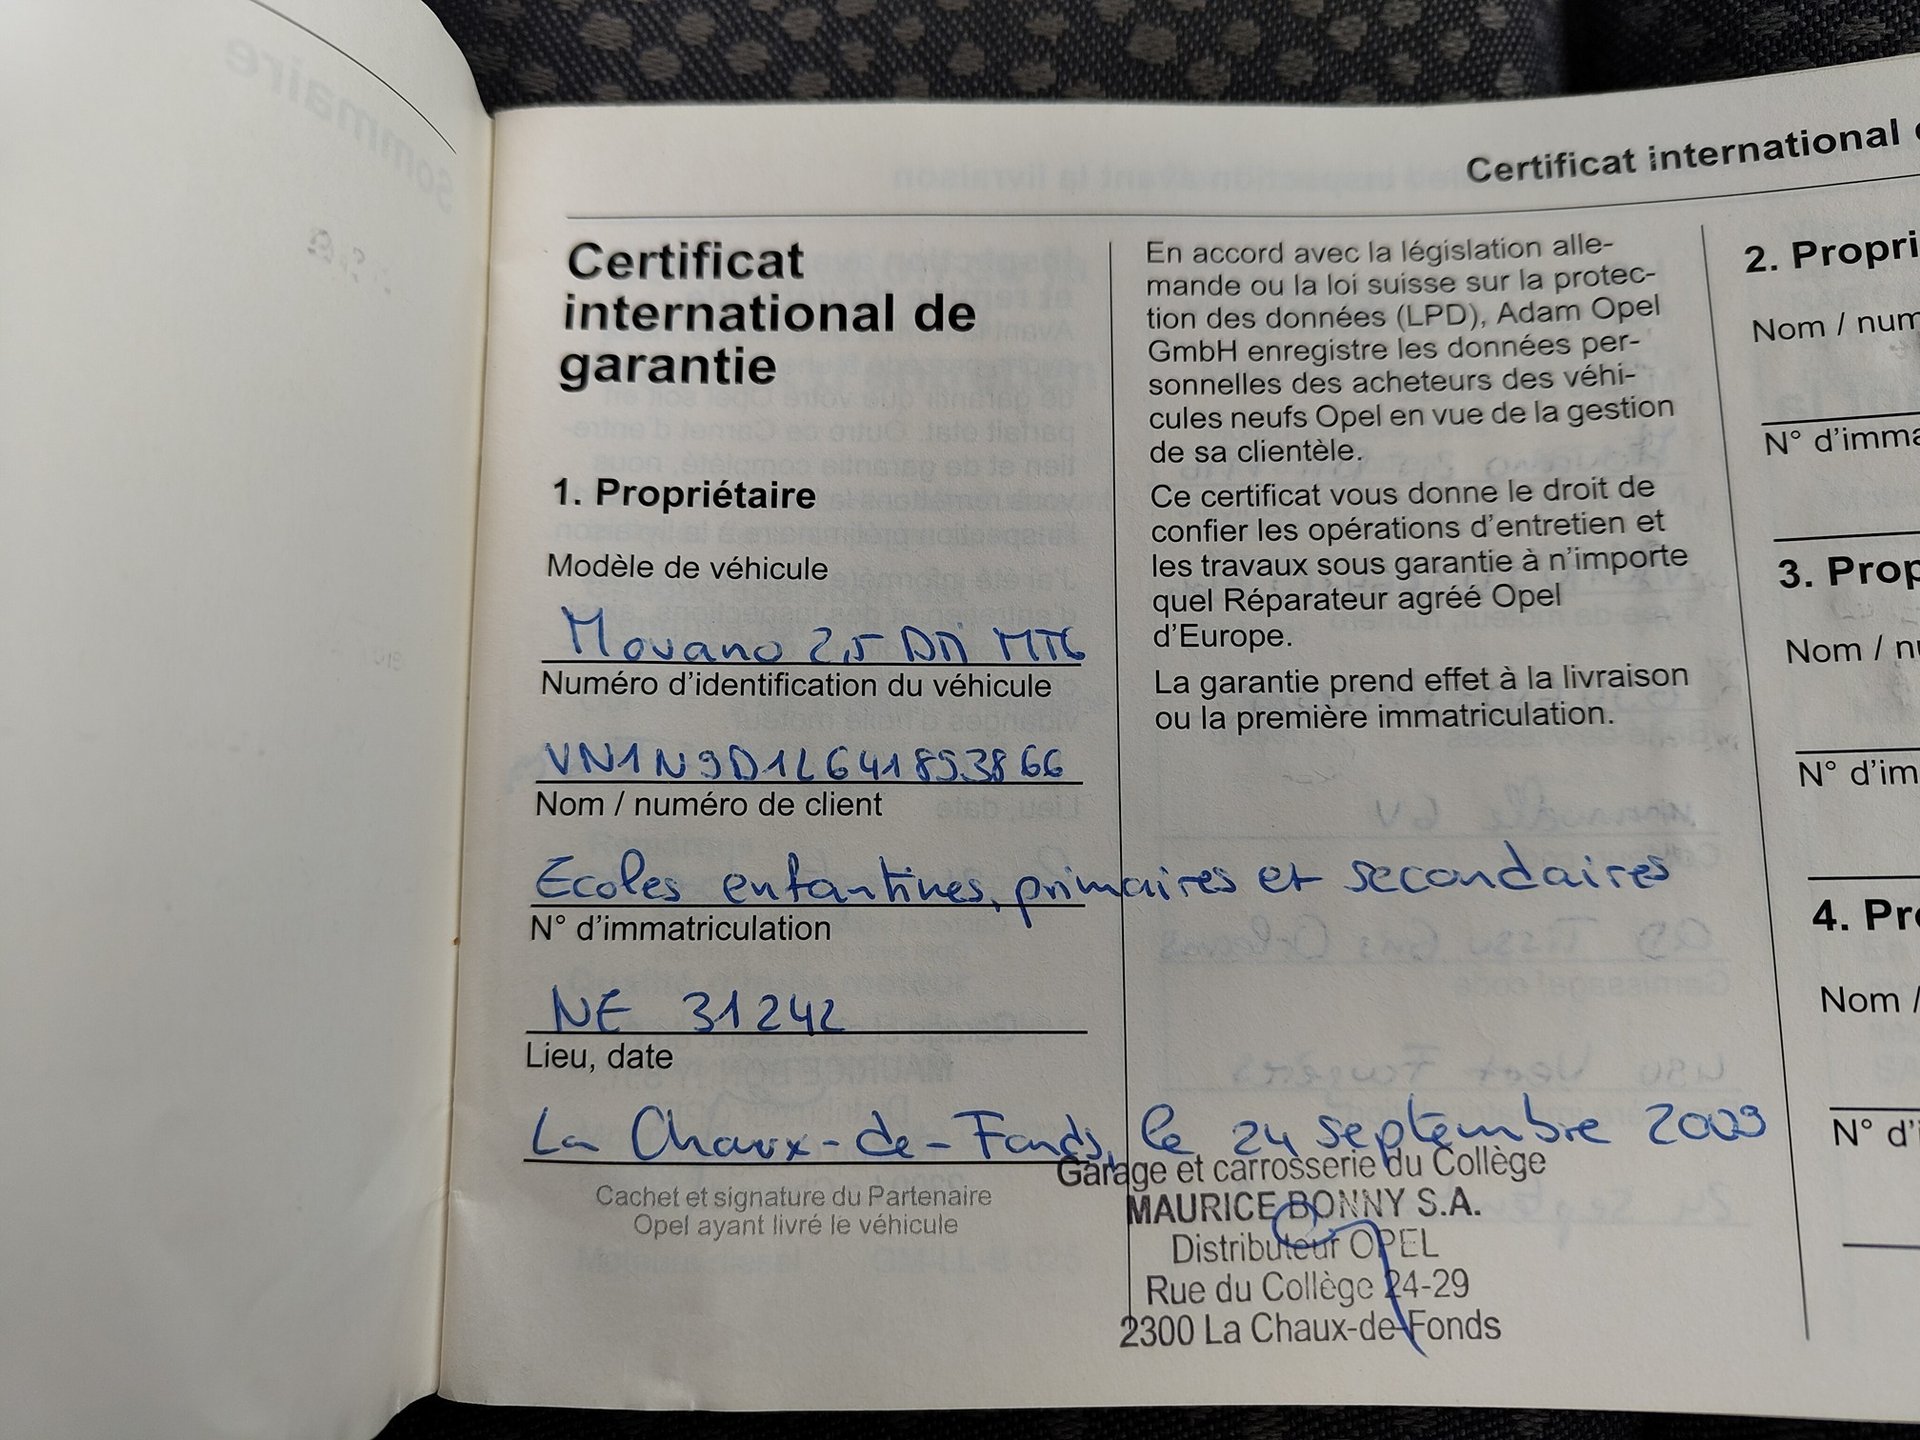 sommaire
Certificat international
Certificat
international de
garantie
1. Propriétaire
Modèle de véhicule
Movano 2,5 DTI MT6
Numéro d'identification du véhicule
VN1N9D1L641853866
Nom / numéro de client
Ecoles enfantines, primaires et secondaires
N° d'immatriculation
NE 31242
Lieu, date
La Chaux-de-Fonds, le 24 septembre 2009
Cachet et signature du Partenaire
Opel ayant livré le véhicule
Garage et carrosserie du Collège
MAURICE BONNY S.A.
Distributeur OPEL
Rue du Collège 24-29
2300 La Chaux-de-Fonds
En accord avec la législation alle-
mande ou la loi suisse sur la protec-
tion des données (LPD), Adam Opel
GmbH enregistre les données per-
sonnelles des acheteurs des véhi-
cules neufs Opel en vue de la gestion
de sa clientèle.
Ce certificat vous donne le droit de
confier les opérations d'entretien et
les travaux sous garantie à n'importe
quel Réparateur agréé Opel
d'Europe.
La garantie prend effet à la livraison
ou la première immatriculation.
2. Propri
Nom / num
N° d'imma
3. Prop
Nom / nu
N° d'im
4. Pro
Nom /
N° d'i